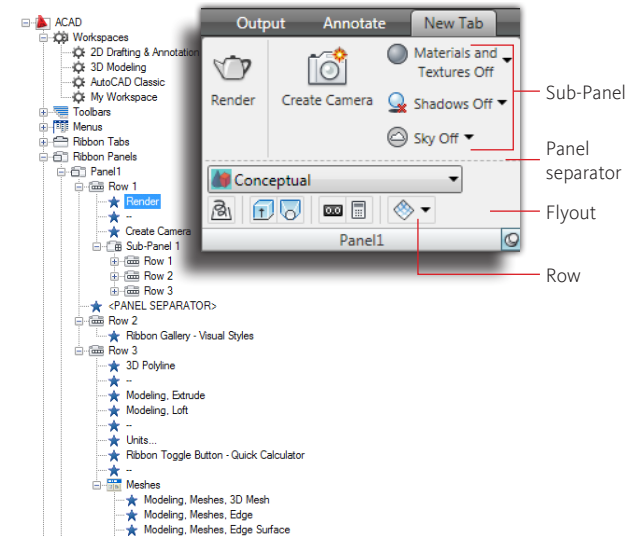 ACAD
Workspaces
2D Drafting & Annotation
3D Modeling
AutoCAD Classic
My Workspace
Toolbars
Menus
Ribbon Tabs
Ribbon Panels
Panel1
Row 1
Render
--
Create Camera
Sub-Panel 1
Row 1
Row 2
Row 3
<PANEL SEPARATOR>
Row 2
Ribbon Gallery - Visual Styles
Row 3
3D Polyline
--
Modeling, Extrude
Modeling, Loft
--
Units...
Ribbon Toggle Button - Quick Calculator
--
Meshes
Modeling, Meshes, 3D Mesh
Modeling, Meshes, Edge
Modeling, Meshes, Edge Surface
Output Annotate New Tab
Render
Create Camera
Materials and
Textures Off
Shadows Off
Sky Off
Conceptual
0.0
Panel1
Sub-Panel
Panel
separator
Flyout
Row